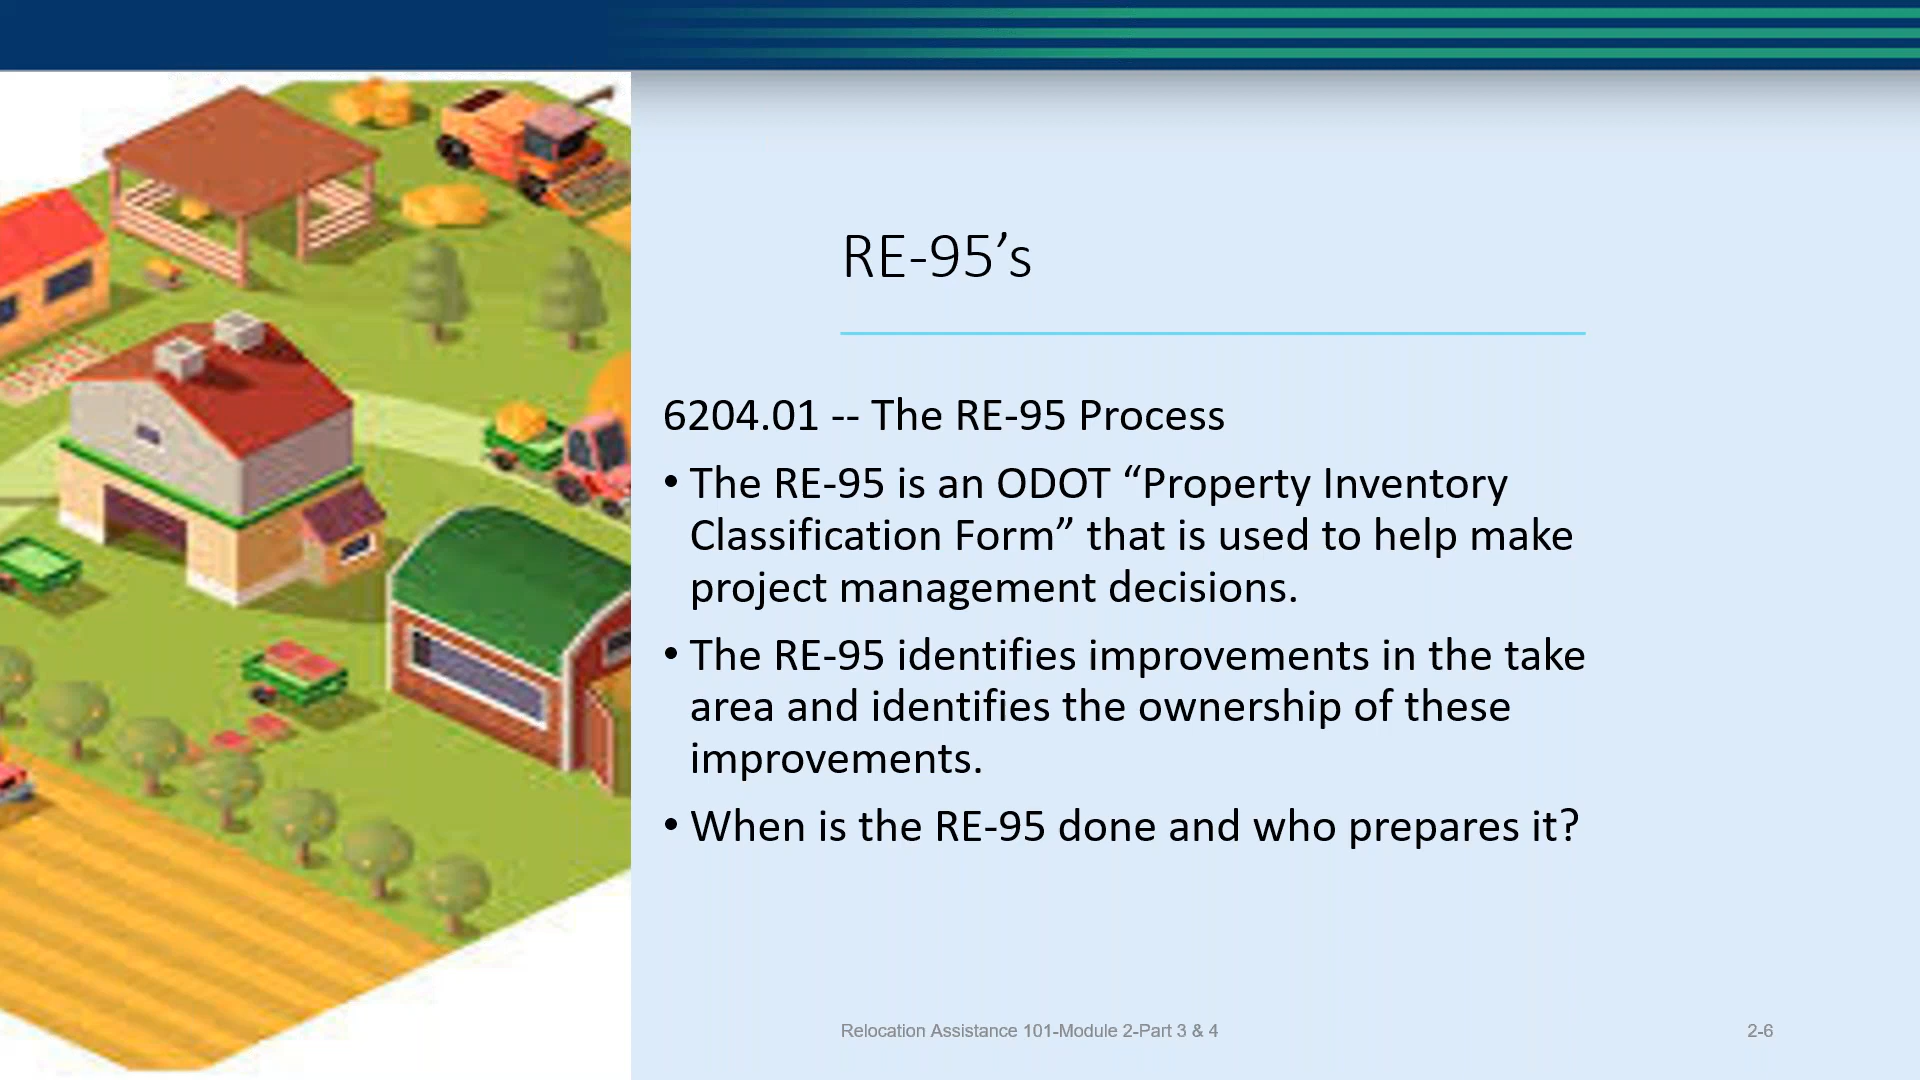 RE-95’s
6204.01 -- The RE-95 Process
• The RE-95 is an ODOT “Property Inventory
Classification Form” that is used to help make
project management decisions.
• The RE-95 identifies improvements in the take
area and identifies the ownership of these
improvements.
• When is the RE-95 done and who prepares it?
Relocation Assistance 101-Module 2-Part 3 & 4
2-6